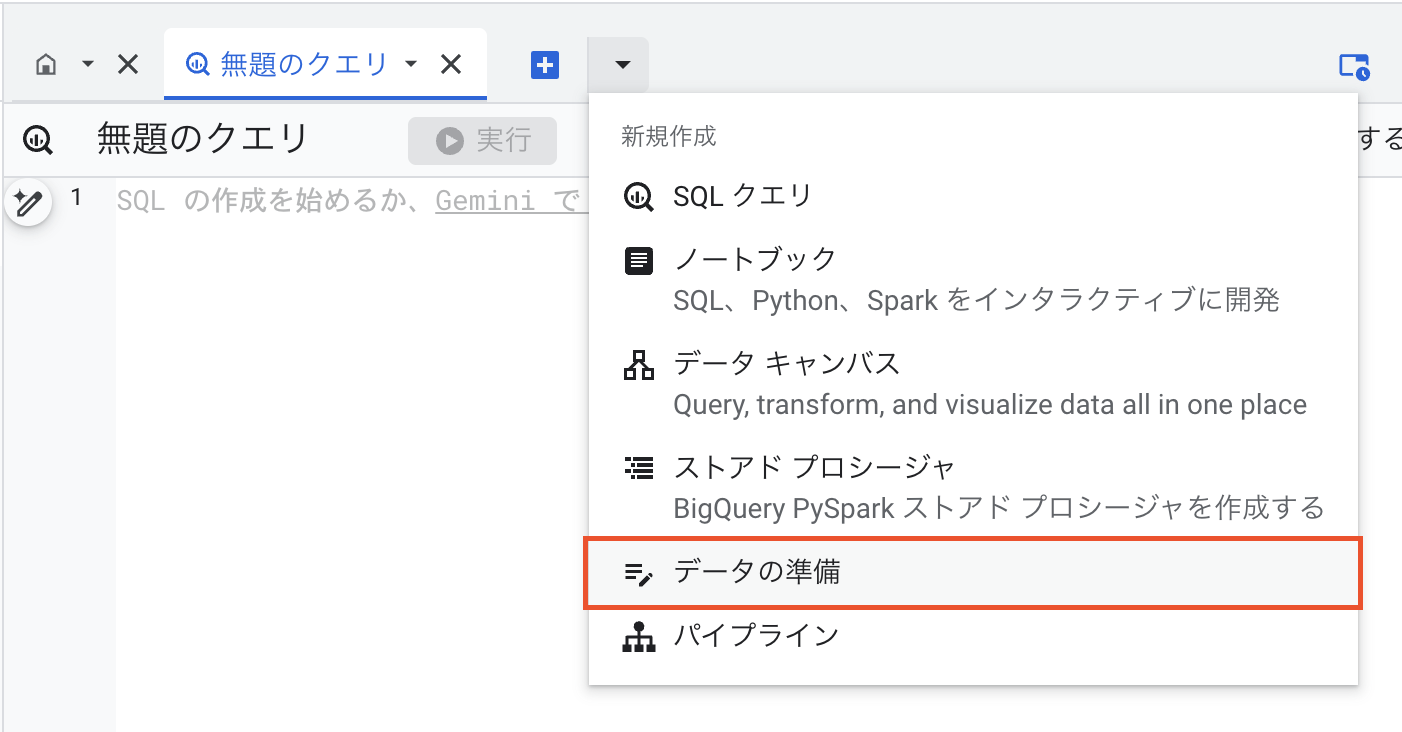 無題のクエリ
無題のクエリ
実行
する
1
SQL の作成を始めるか、Gemini で
新規作成
SQL クエリ
ノートブック
SQL、Python、Spark をインタラクティブに開発
データ キャンバス
Query, transform, and visualize data all in one place
ストアド プロシージャ
BigQuery PySpark ストアド プロシージャを作成する
データの準備
パイプライン